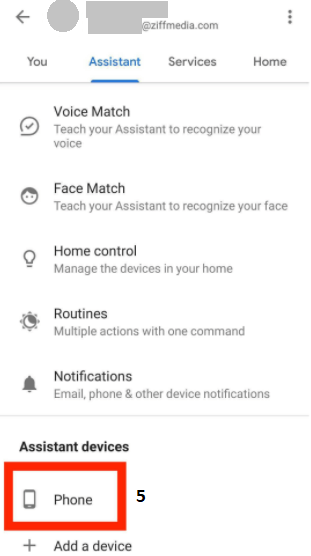 @ziffmedia.com
You Assistant Services Home
Voice Match
Teach your Assistant to recognize your
voice
Face Match
Teach your Assistant to recognize your face
Home control
Manage the devices in your home
Routines
Multiple actions with one command
Notifications
Email, phone & other device notifications
Assistant devices
Phone 5
Add a device